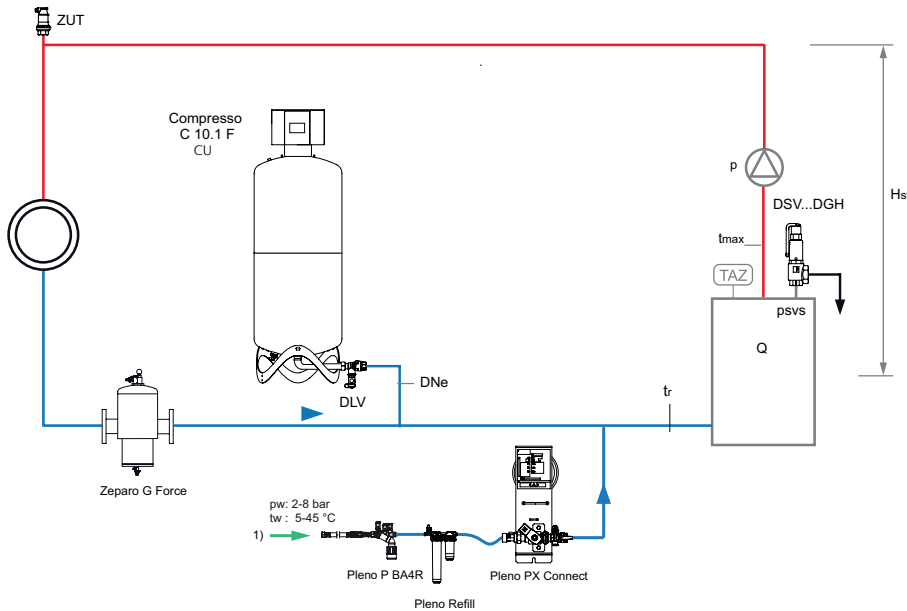 ZUT
Compresso
C 10.1 F
CU
p
Hs
DSV...DGH
tmax
TAZ
psvs
Q
DNe
DLV
tr
Zeparo G Force
pw: 2-8 bar
tw : 5-45 °C
1)
Pleno P BA4R
Pleno PX Connect
Pleno Refill